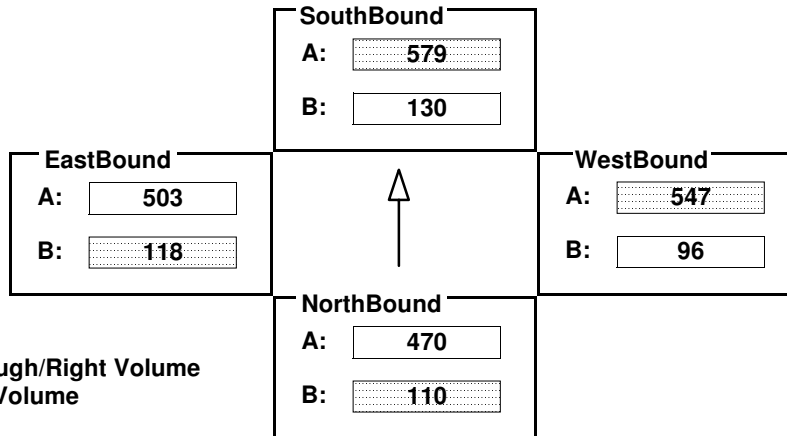 SouthBound
A: 579
B: 130
EastBound
A: 503
B: 118
WestBound
A: 547
B: 96
NorthBound
A: 470
B: 110
ugh/Right Volume
Volume